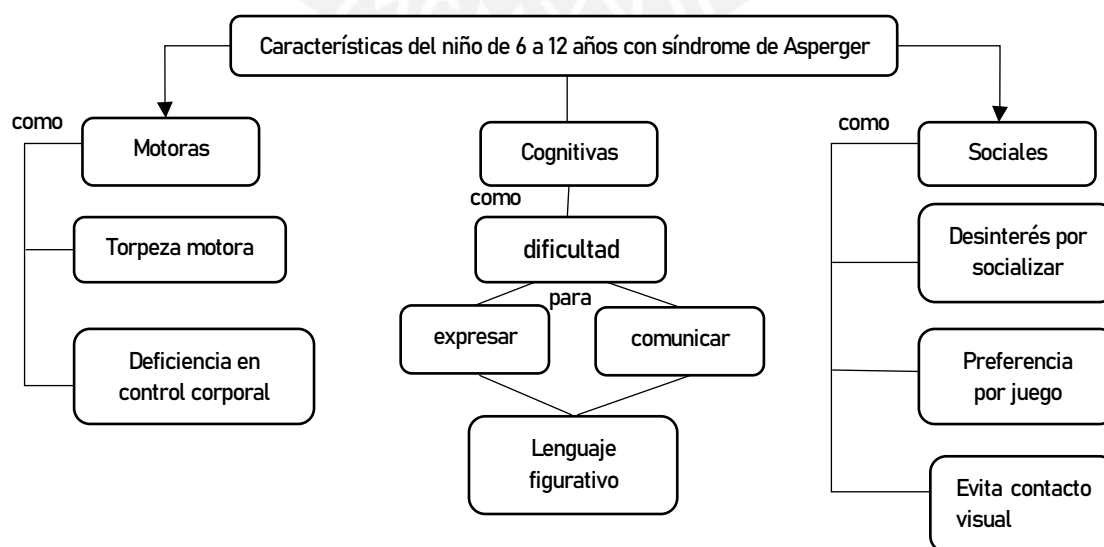 Características del niño de 6 a 12 años con síndrome de Asperger
como
Motoras
Torpeza motora
Deficiencia en
control corporal
Cognitivas
como
dificultad
para
expresar
comunicar
Lenguaje
figurativo
como
Sociales
Desinterés por
socializar
Preferencia
por juego
Evita contacto
visual